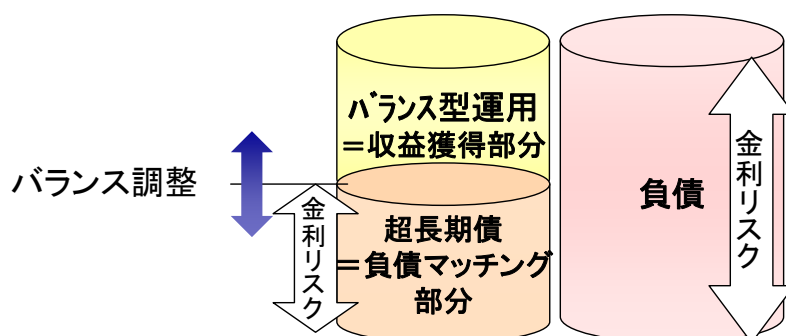 バランス型運用
＝収益獲得部分
バランス調整
金利リスク
超長期債
＝負債マッチング
部分
負債
金利リスク